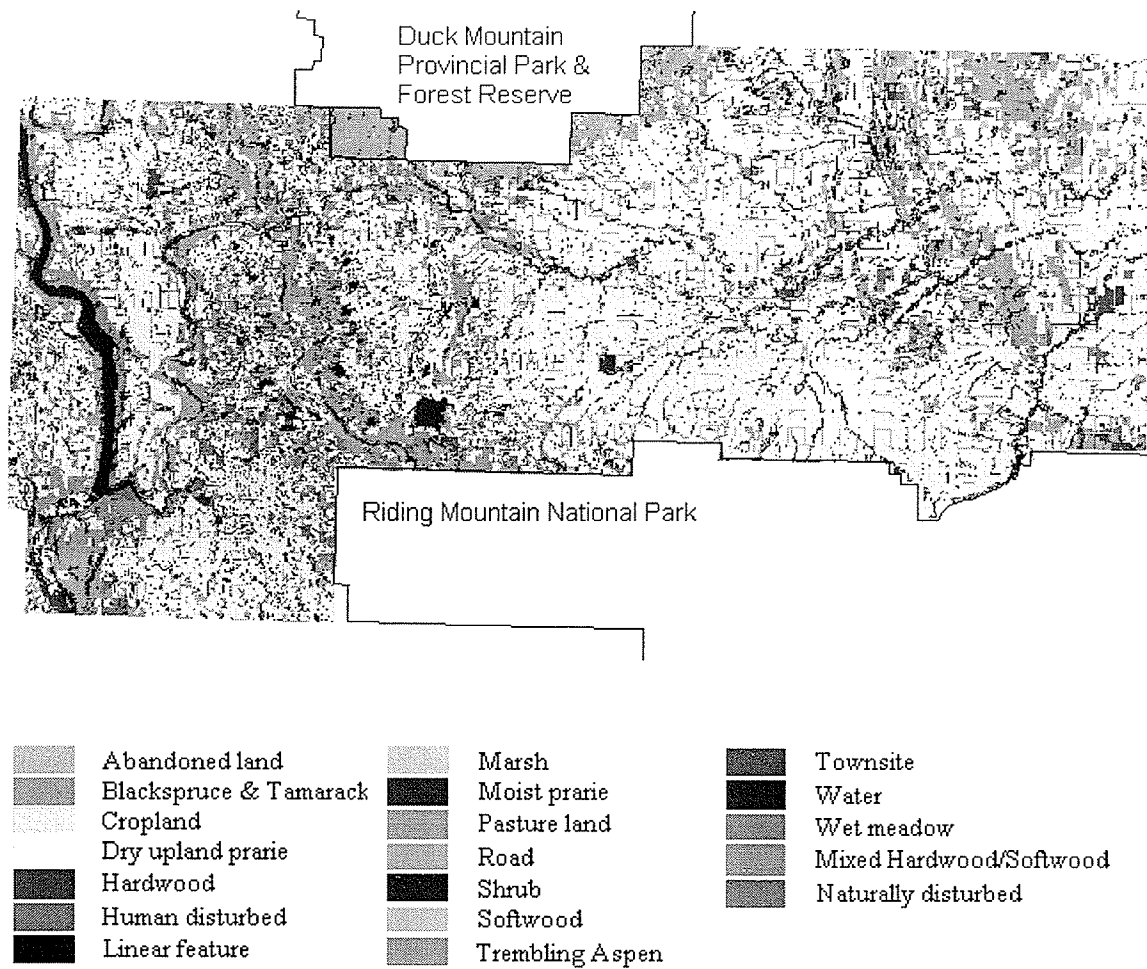 Duck Mountain
Provincial Park &
Forest Reserve
Riding Mountain National Park
Abandoned land
Blackspruce & Tamarack
Cropland
Dry upland prarie
Hardwood
Human disturbed
Linear feature
Marsh
Moist prarie
Pasture land
Road
Shrub
Softwood
Trembling Aspen
Townsite
Water
Wet meadow
Mixed Hardwood/Softwood
Naturally disturbed